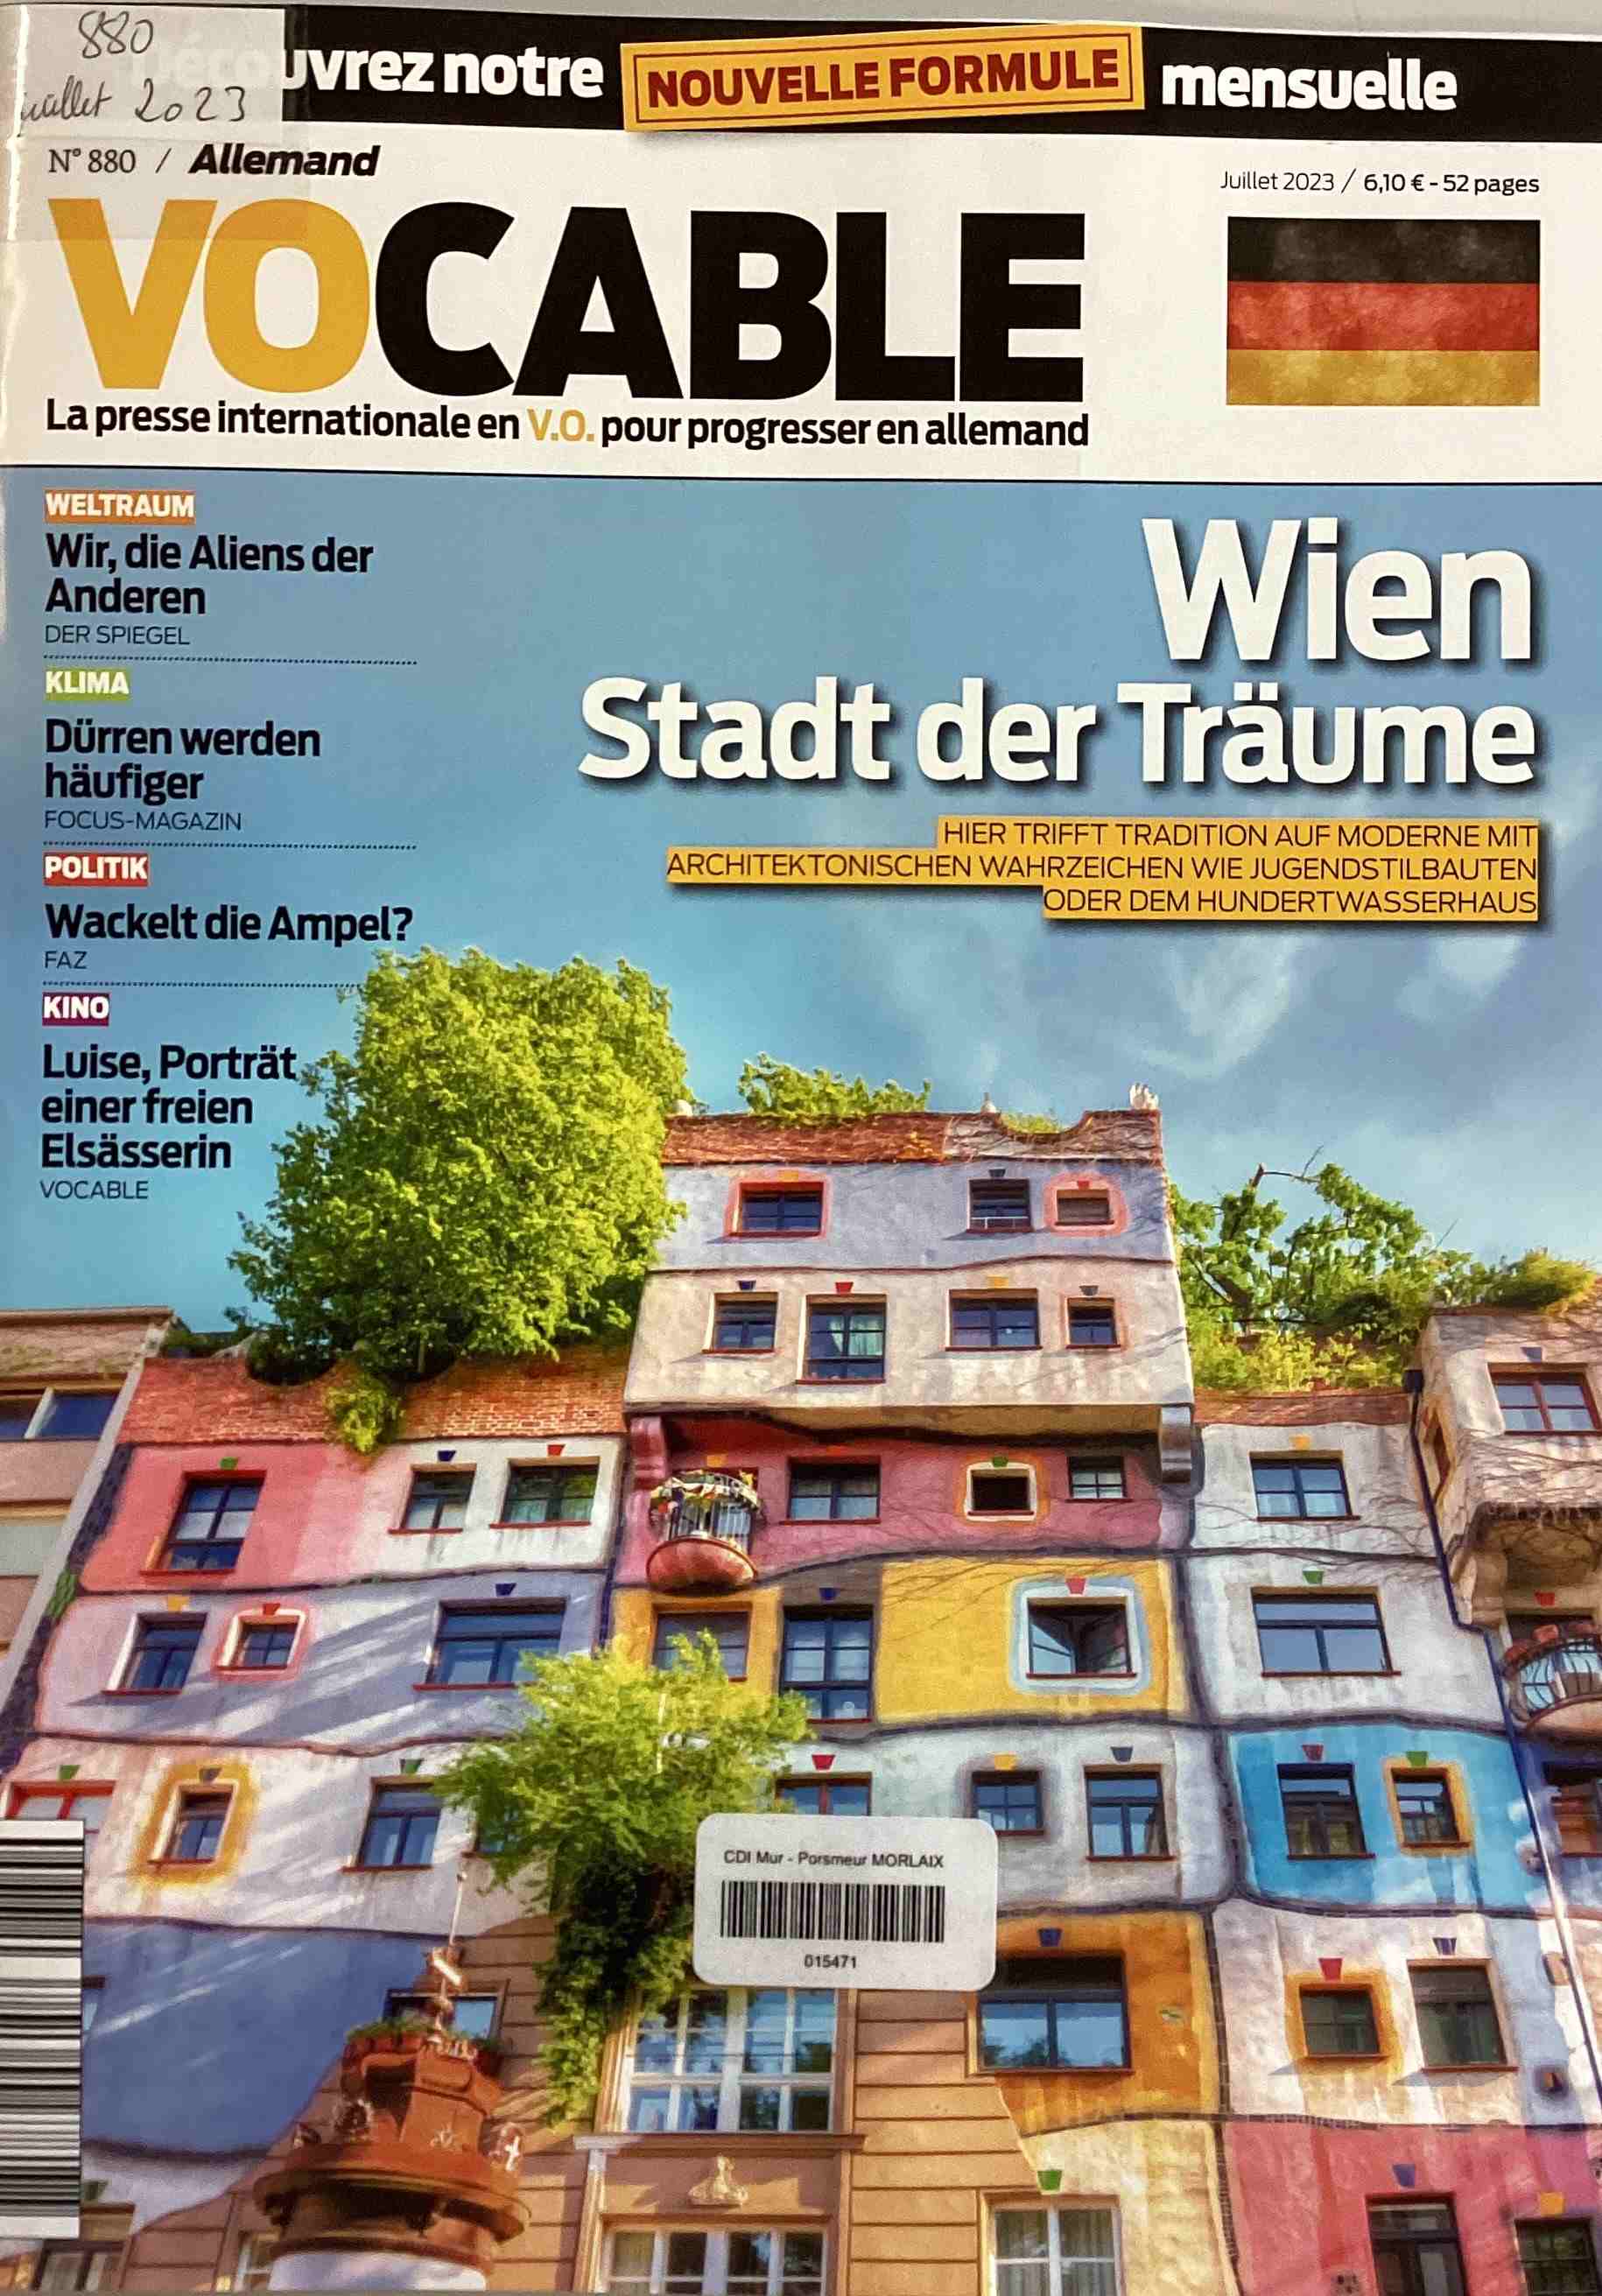 880
juillet 2023
Découvrez notre NOUVELLE FORMULE mensuelle
N° 880 / Allemand
Juillet 2023 / 6,10 € - 52 pages
VOCABLE
La presse internationale en V.O. pour progresser en allemand
WELTRAUM
Wir, die Aliens der
Anderen
DER SPIEGEL
KLIMA
Dürren werden
häufiger
FOCUS-MAGAZIN
POLITIK
Wackelt die Ampel?
FAZ
KINO
Luise, Porträt
einer freien
Elsässerin
VOCABLE
Wien
Stadt der Träume
HIER TRIFFT TRADITION AUF MODERNE MIT
ARCHITEKTONISCHEN WAHRZEICHEN WIE JUGENDSTILBAUTEN
ODER DEM HUNDERTWASSERHAUS
CDI Mur - Porsmeur MORLAIX
015471